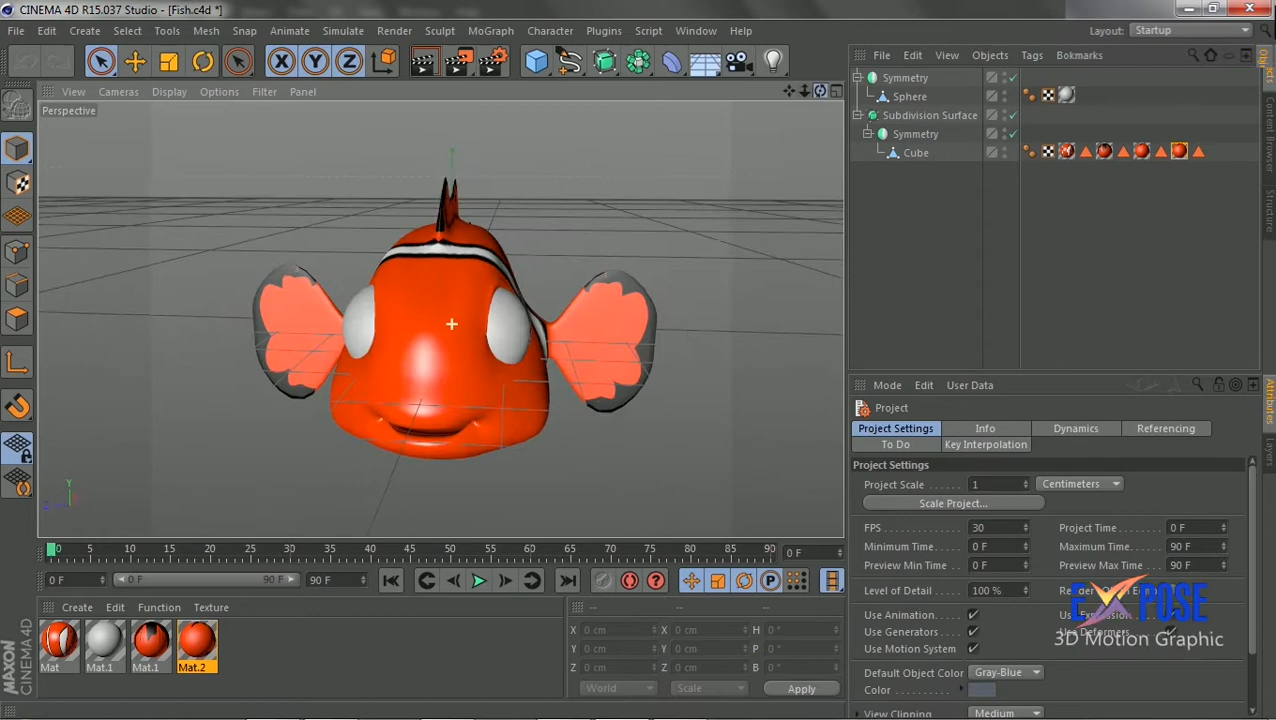 CINEMA 4D R15.037 Studio - [Fish.c4d *]
File Edit Create Select Tools Mesh Snap Animate Simulate Render Sculpt MoGraph Character Plugins Script Window Help
Layout: Startup
View Cameras Display Options Filter Panel
Perspective
X Y Z
File Edit View Objects Tags Bokmarks
Symmetry
Sphere
Subdivision Surface
Symmetry
Cube
Objects
Content Browser
Structure
Mode Edit User Data
Project
Project Settings Info Dynamics Referencing
To Do Key Interpolation
Project Settings
Project Scale 1 Centimeters
Scale Project...
FPS 30 Project Time 0 F
Minimum Time 0 F Maximum Time 90 F
Preview Min Time 0 F Preview Max Time 90 F
Level of Detail 100 %
Use Animation
Use Generators Use Deformers
Use Motion System
Default Object Color Gray-Blue
Color
View Clipping Medium
Attributes
Layers
EXPOSE
3D Motion Graphic
Y
0 5 10 15 20 25 30 35 40 45 50 55 60 65 70 75 80 85 90 0 F
0 F 0 F 90 F 90 F
Create Edit Function Texture
Mat Mat.1 Mat.1 Mat.2
-- -- --
X 0 cm X 0 cm H 0 °
Y 0 cm Y 0 cm P 0 °
Z 0 cm Z 0 cm B 0 °
World Scale Apply
MAXON
CINEMA 4D